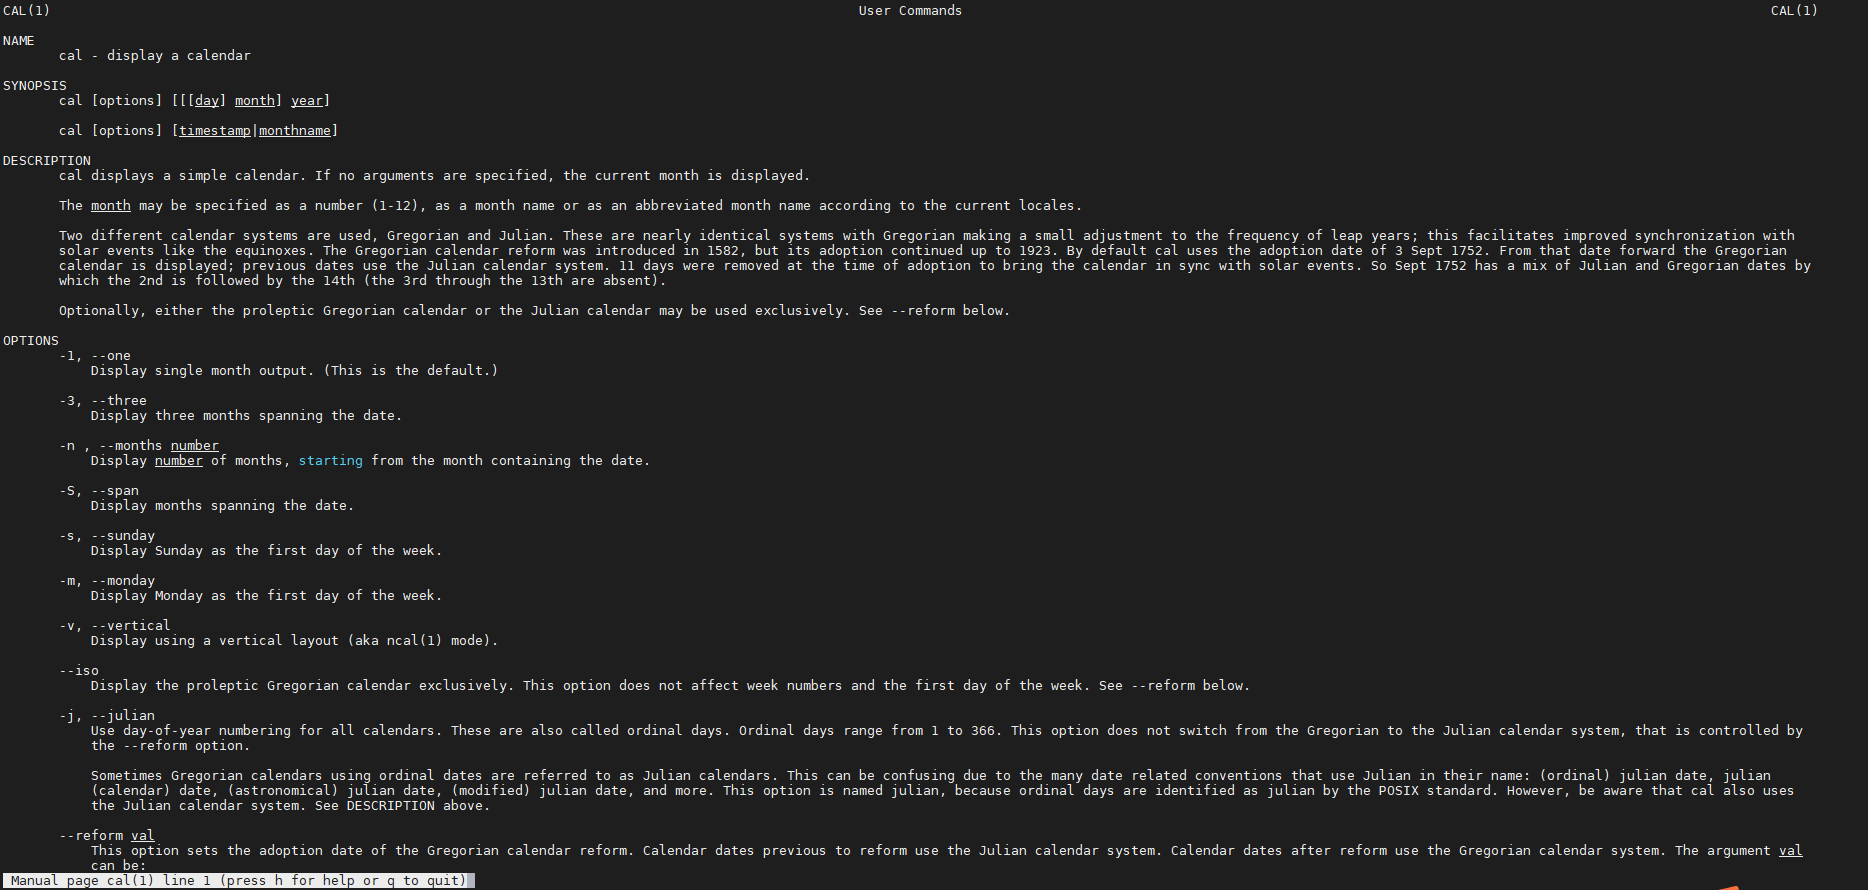 CAL(1) User Commands CAL(1)
NAME
cal - display a calendar
SYNOPSIS
cal [options] [[[day] month] year]
cal [options] [timestamp|monthname]
DESCRIPTION
cal displays a simple calendar. If no arguments are specified, the current month is displayed.
The month may be specified as a number (1-12), as a month name or as an abbreviated month name according to the current locales.
Two different calendar systems are used, Gregorian and Julian. These are nearly identical systems with Gregorian making a small adjustment to the frequency of leap years; this facilitates improved synchronization with
solar events like the equinoxes. The Gregorian calendar reform was introduced in 1582, but its adoption continued up to 1923. By default cal uses the adoption date of 3 Sept 1752. From that date forward the Gregorian
calendar is displayed; previous dates use the Julian calendar system. 11 days were removed at the time of adoption to bring the calendar in sync with solar events. So Sept 1752 has a mix of Julian and Gregorian dates by
which the 2nd is followed by the 14th (the 3rd through the 13th are absent).
Optionally, either the proleptic Gregorian calendar or the Julian calendar may be used exclusively. See --reform below.
OPTIONS
-1, --one
Display single month output. (This is the default.)
-3, --three
Display three months spanning the date.
-n , --months number
Display number of months, starting from the month containing the date.
-S, --span
Display months spanning the date.
-s, --sunday
Display Sunday as the first day of the week.
-m, --monday
Display Monday as the first day of the week.
-v, --vertical
Display using a vertical layout (aka ncal(1) mode).
--iso
Display the proleptic Gregorian calendar exclusively. This option does not affect week numbers and the first day of the week. See --reform below.
-j, --julian
Use day-of-year numbering for all calendars. These are also called ordinal days. Ordinal days range from 1 to 366. This option does not switch from the Gregorian to the Julian calendar system, that is controlled by
the --reform option.
Sometimes Gregorian calendars using ordinal dates are referred to as Julian calendars. This can be confusing due to the many date related conventions that use Julian in their name: (ordinal) julian date, julian
(calendar) date, (astronomical) julian date, (modified) julian date, and more. This option is named julian, because ordinal days are identified as julian by the POSIX standard. However, be aware that cal also uses
the Julian calendar system. See DESCRIPTION above.
--reform val
This option sets the adoption date of the Gregorian calendar reform. Calendar dates previous to reform use the Julian calendar system. Calendar dates after reform use the Gregorian calendar system. The argument val
can be:
Manual page cal(1) line 1 (press h for help or q to quit)